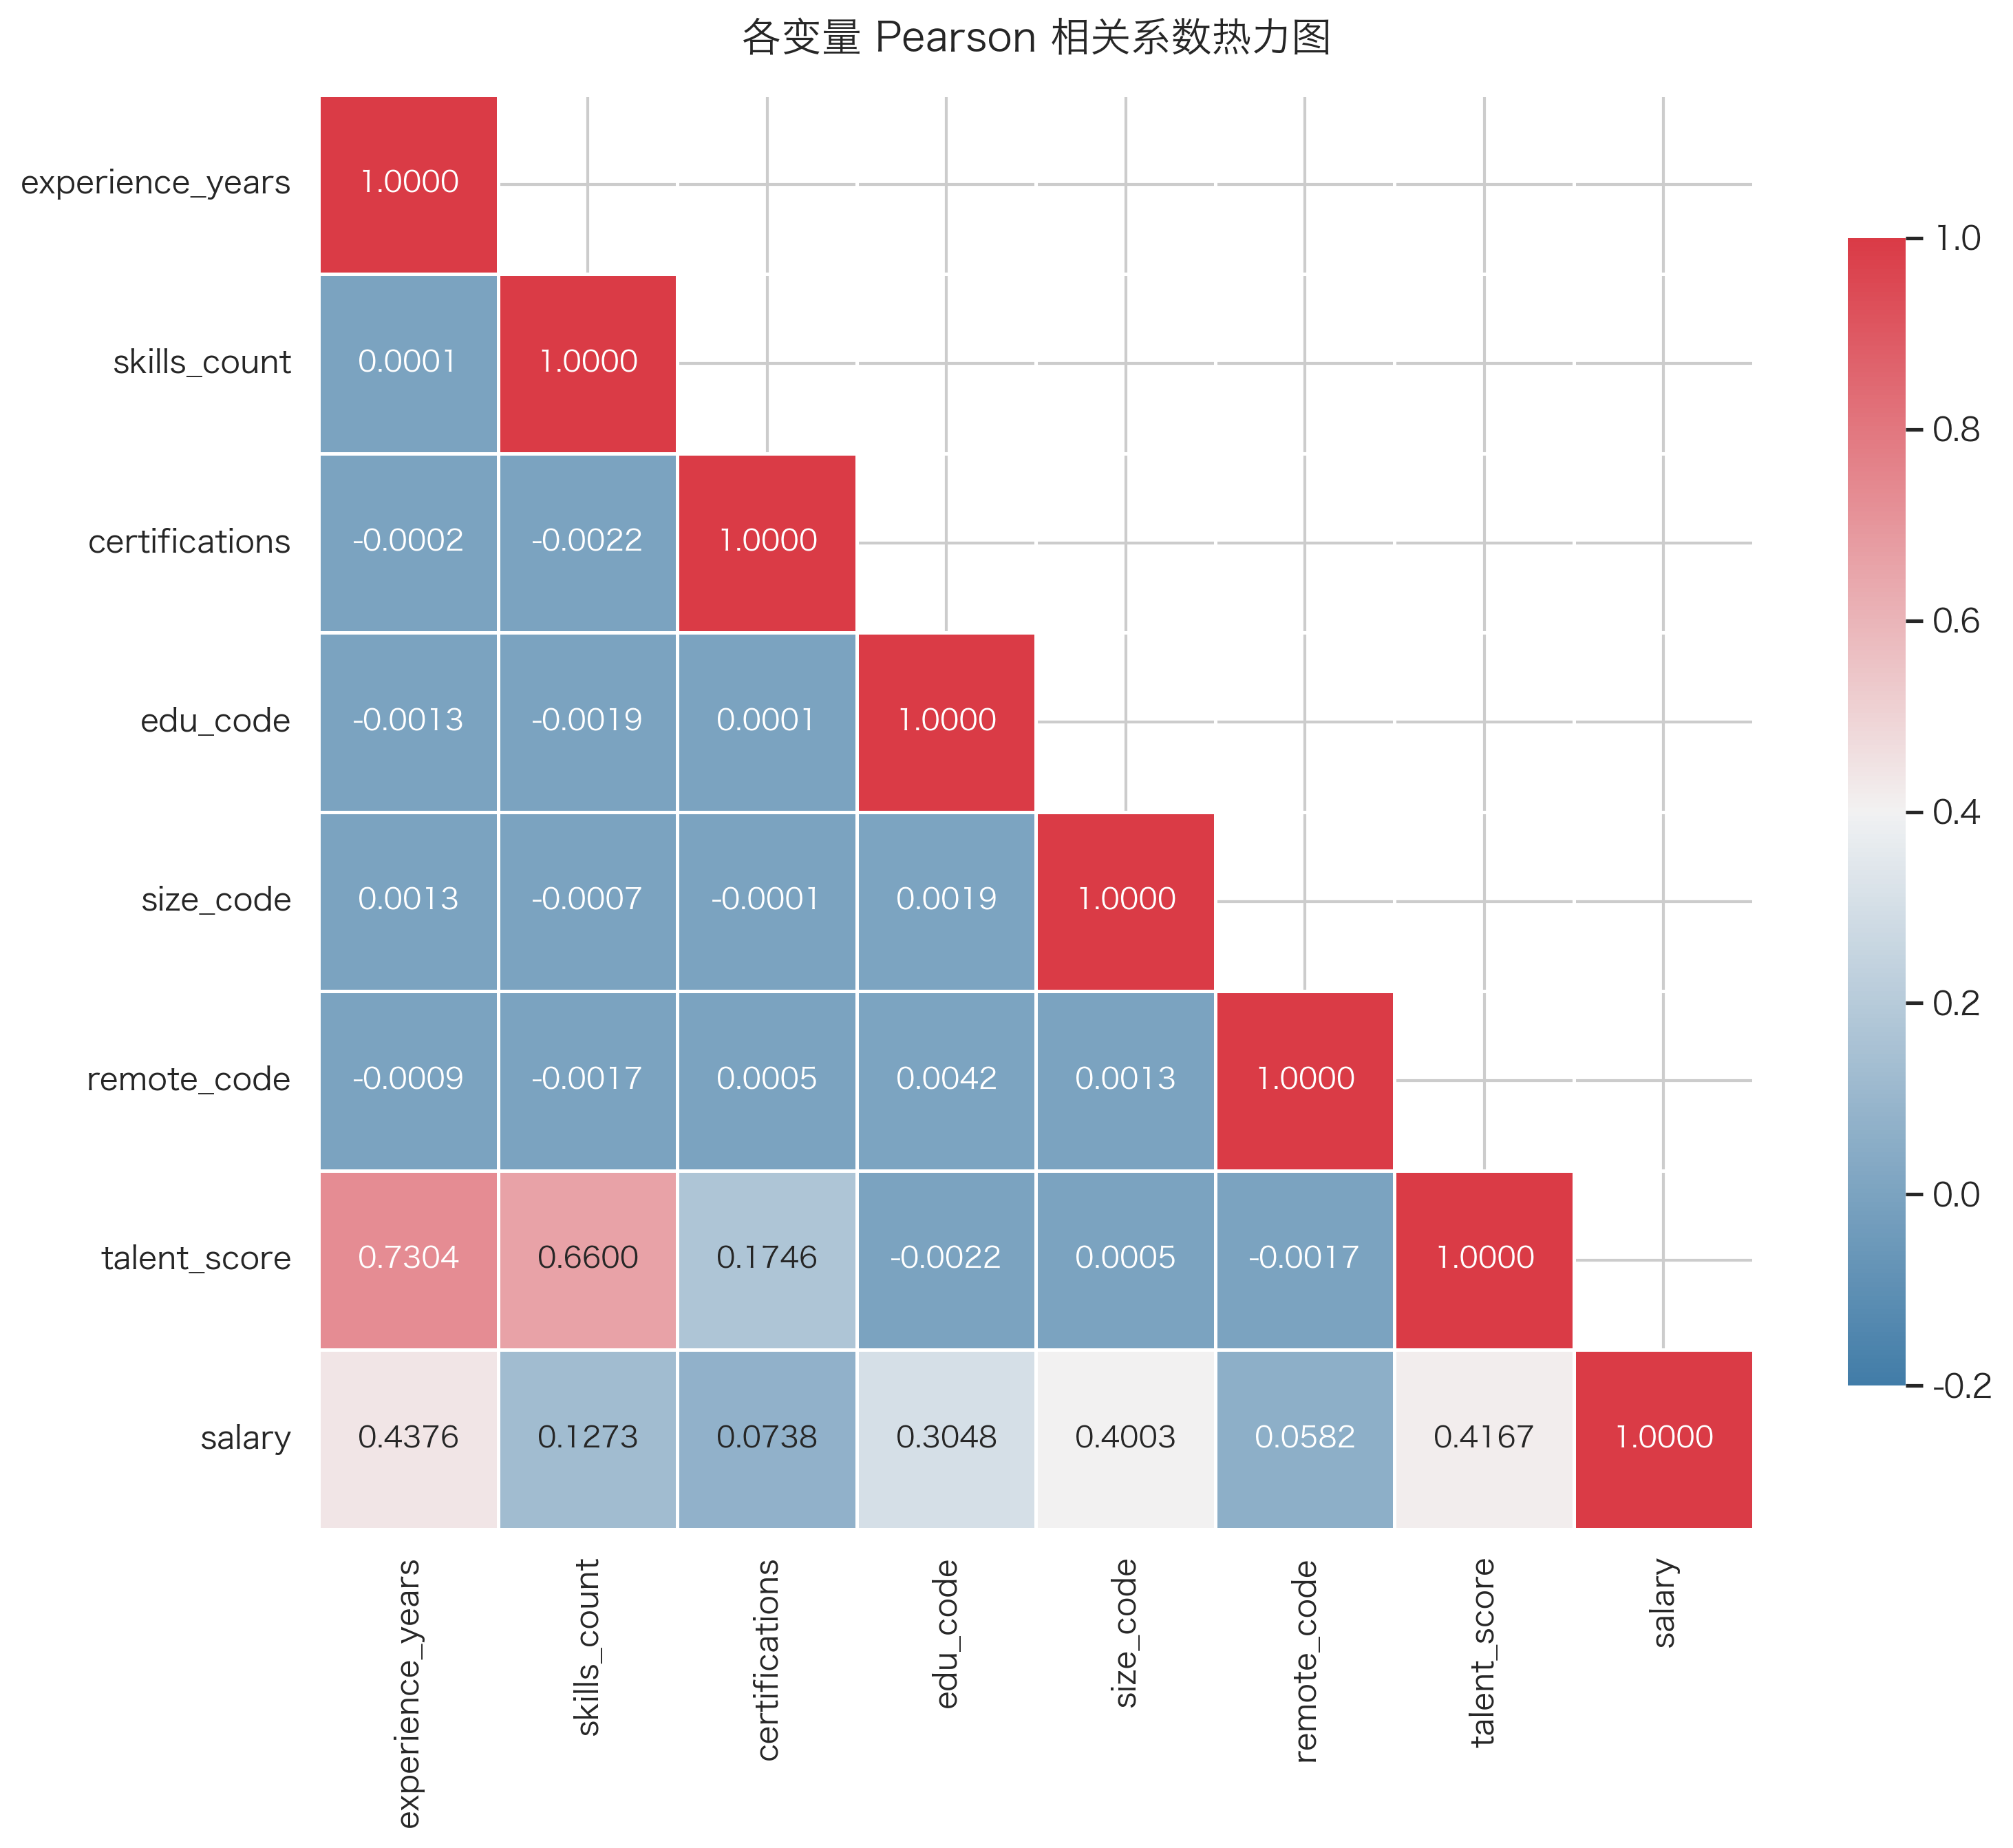 各变量 Pearson 相关系数热力图
experience_years 1.0000
skills_count 0.0001 1.0000
certifications -0.0002 -0.0022 1.0000
edu_code -0.0013 -0.0019 0.0001 1.0000
size_code 0.0013 -0.0007 -0.0001 0.0019 1.0000
remote_code -0.0009 -0.0017 0.0005 0.0042 0.0013 1.0000
talent_score 0.7304 0.6600 0.1746 -0.0022 0.0005 -0.0017 1.0000
salary 0.4376 0.1273 0.0738 0.3048 0.4003 0.0582 0.4167 1.0000
experience_years
skills_count
certifications
edu_code
size_code
remote_code
talent_score
salary
1.0
0.8
0.6
0.4
0.2
0.0
-0.2